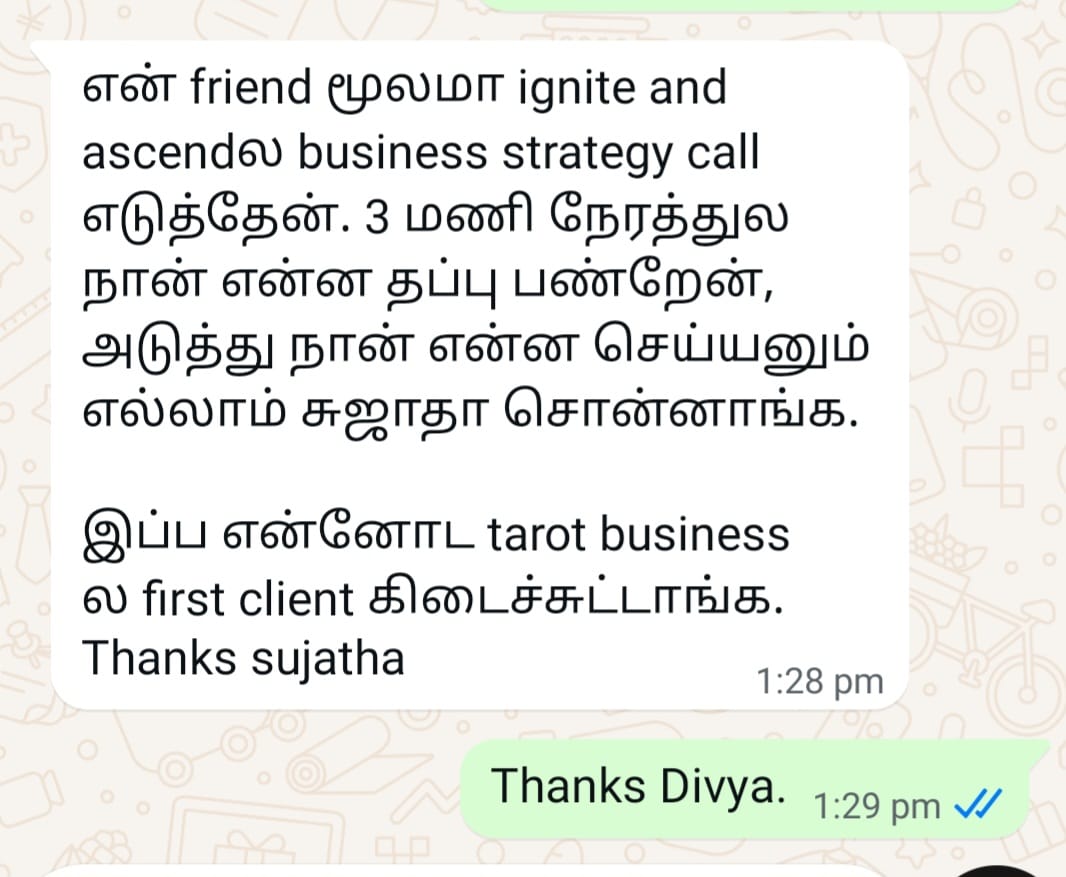 என் friend மூலமா ignite and
ascendல business strategy call
எடுத்தேன். 3 மணி நேரத்துல
நான் என்ன தப்பு பண்றேன்,
அடுத்து நான் என்ன செய்யனும்
எல்லாம் சுஜாதா சொன்னாங்க.
இப்ப என்னோட tarot business
ல first client கிடைச்சுட்டாங்க.
Thanks sujatha
1:28 pm
Thanks Divya. 1:29 pm